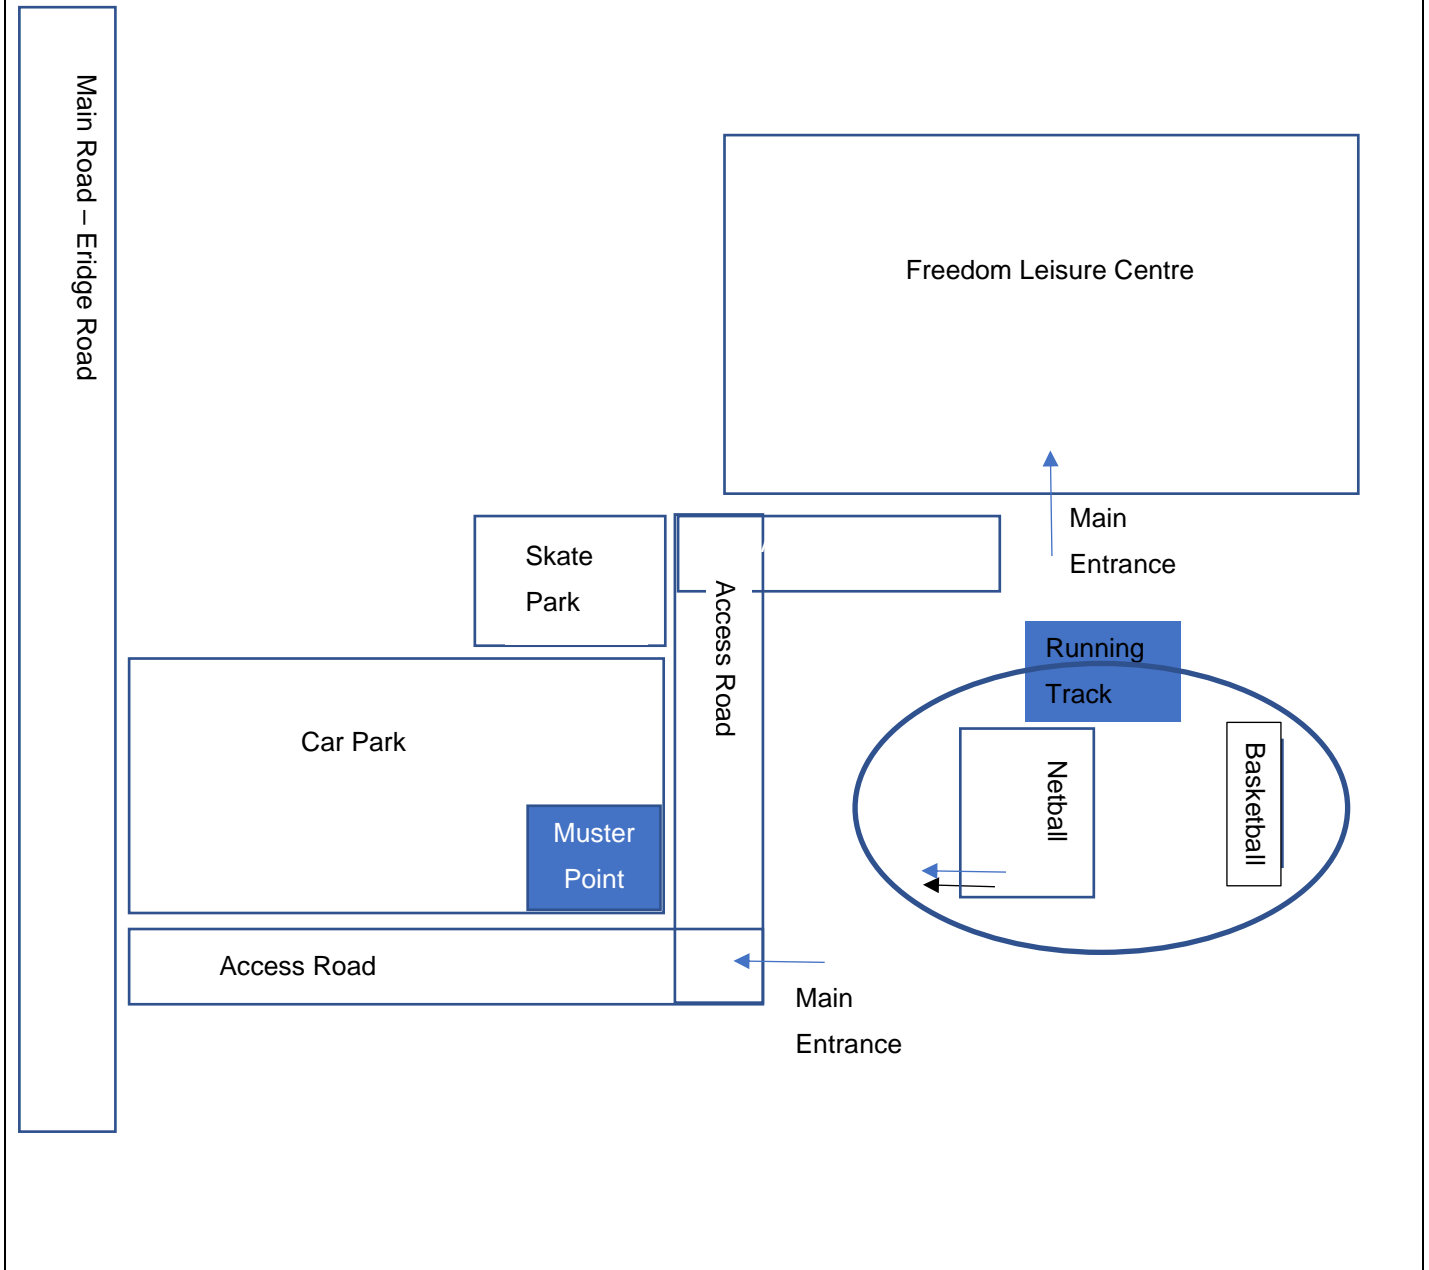 Main Road – Eridge Road
Freedom Leisure Centre
Main
Entrance
Skate
Park
Access Road
Running
Track
Car Park
Netball
Basketball
Muster
Point
Access Road
Main
Entrance